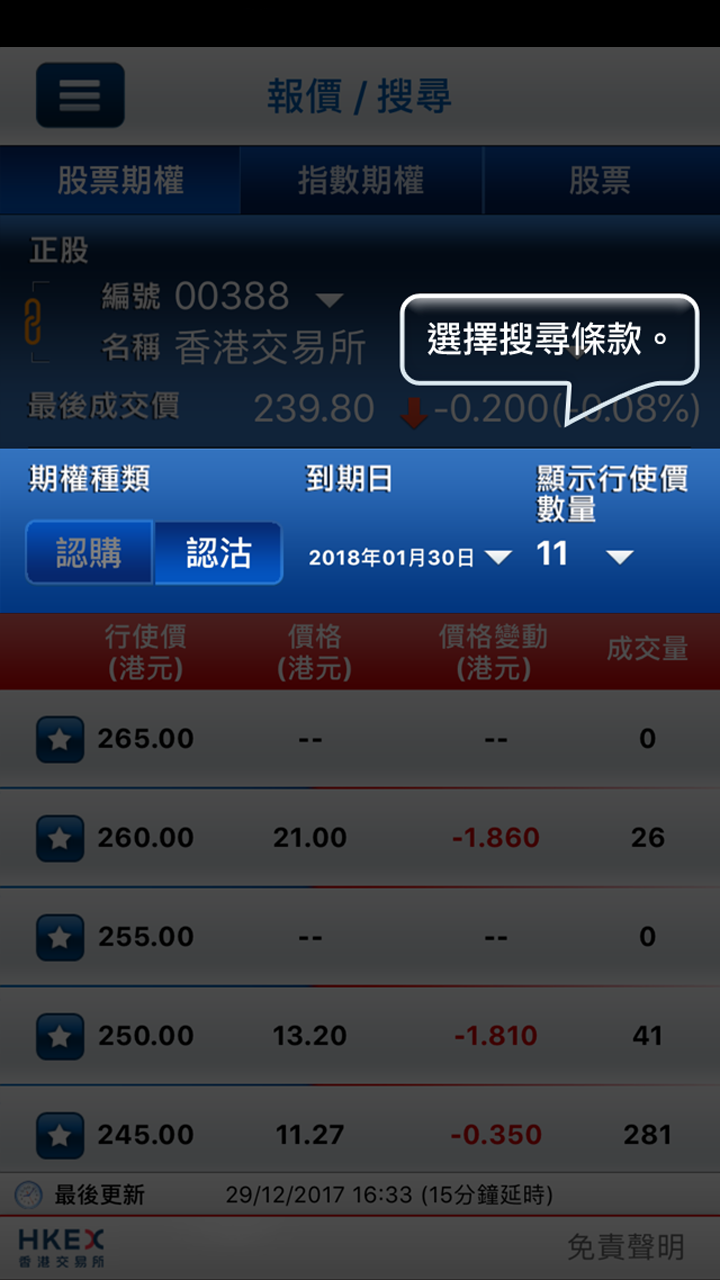 報價 / 搜尋
股票期權 指數期權 股票
正股
編號 00388
名稱 香港交易所
選擇搜尋條款。
最後成交價 239.80 -0.200(-0.08%)
期權種類 到期日 顯示行使價
數量
認購 認沽 2018年01月30日 11
行使價 價格 價格變動 成交量
(港元) (港元) (港元)
265.00 -- -- 0
260.00 21.00 -1.860 26
255.00 -- -- 0
250.00 13.20 -1.810 41
245.00 11.27 -0.350 281
最後更新 29/12/2017 16:33 (15分鐘延時)
HKEX
香港交易所
免責聲明